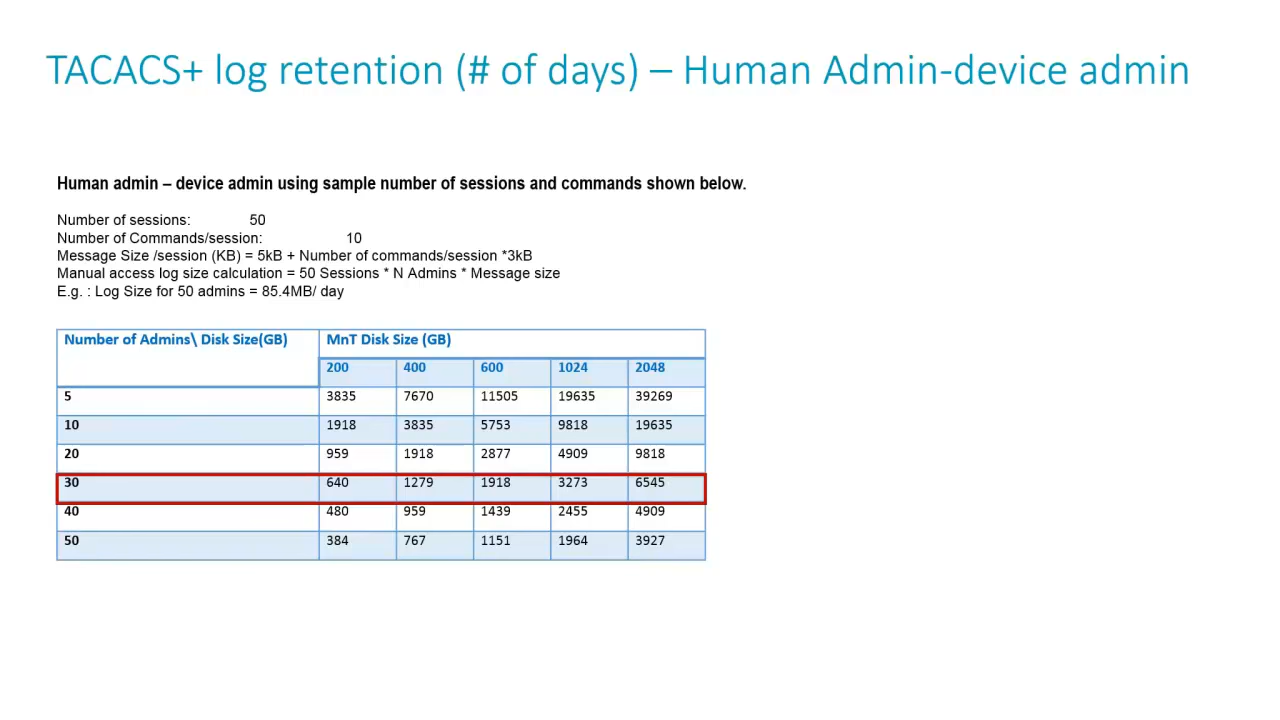 TACACS+ log retention (# of days) – Human Admin-device admin
Human admin – device admin using sample number of sessions and commands shown below.
Number of sessions: 50
Number of Commands/session: 10
Message Size /session (KB) = 5kB + Number of commands/session *3kB
Manual access log size calculation = 50 Sessions * N Admins * Message size
E.g. : Log Size for 50 admins = 85.4MB/ day
Number of Admins\ Disk Size(GB) MnT Disk Size (GB)
200 400 600 1024 2048
5 3835 7670 11505 19635 39269
10 1918 3835 5753 9818 19635
20 959 1918 2877 4909 9818
30 640 1279 1918 3273 6545
40 480 959 1439 2455 4909
50 384 767 1151 1964 3927